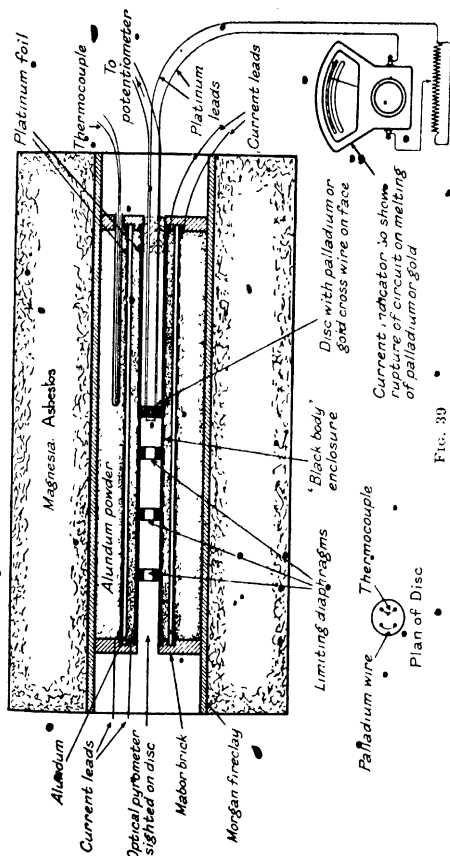 Platinum foil
Thermocouple
To
potentiometer
Platinum
leads
Current leads
Magnesia Asbestos
Alundum powder
Disc with palladium or
gold cross wire on face
'Black body'
enclosure
Current indicator to show
rupture of circuit on melting
of palladium or gold
Limiting diaphragms
Alundum
Current leads
Optical pyrometer
sighted on disc
Mabor brick
Morgan fireclay
Palladium wire
Thermocouple
Plan of Disc
FIG. 39